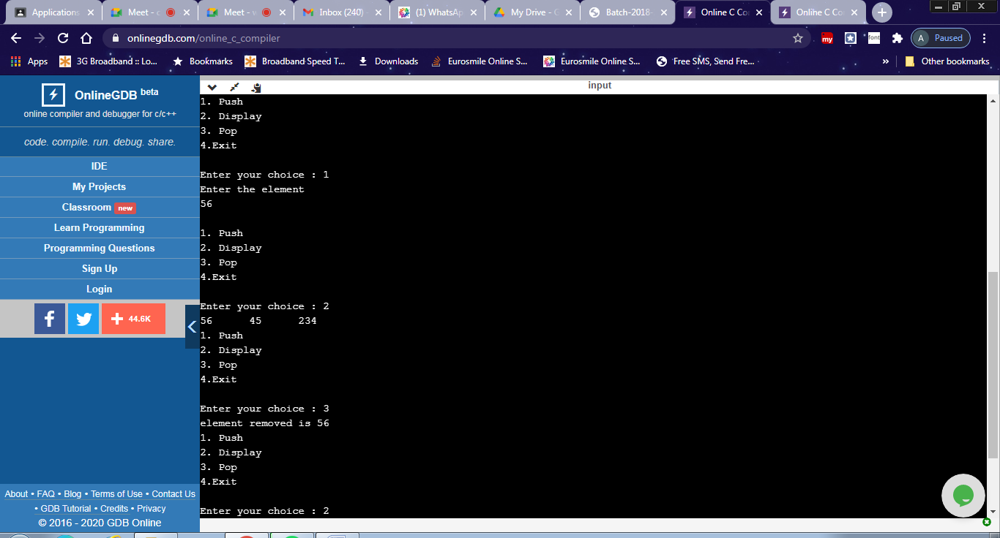 Applications
Meet - c
Meet - w
Inbox (240)
(1) WhatsAp
My Drive - G
Batch-2018-
Online C Co
Online C Co
onlinegdb.com/online_c_compiler
my
font
A Paused
Apps
3G Broadband :: Lo...
Bookmarks
Broadband Speed T...
Downloads
Eurosmile Online S...
Eurosmile Online S...
Free SMS, Send Fre...
»
Other bookmarks
OnlineGDB beta
online compiler and debugger for c/c++
code. compile. run. debug. share.
IDE
My Projects
Classroom new
Learn Programming
Programming Questions
Sign Up
Login
44.6K
About • FAQ • Blog • Terms of Use • Contact Us
• GDB Tutorial • Credits • Privacy
© 2016 - 2020 GDB Online
input
1. Push
2. Display
3. Pop
4.Exit
Enter your choice : 1
Enter the element
56
1. Push
2. Display
3. Pop
4.Exit
Enter your choice : 2
56 45 234
1. Push
2. Display
3. Pop
4.Exit
Enter your choice : 3
element removed is 56
1. Push
2. Display
3. Pop
4.Exit
Enter your choice : 2